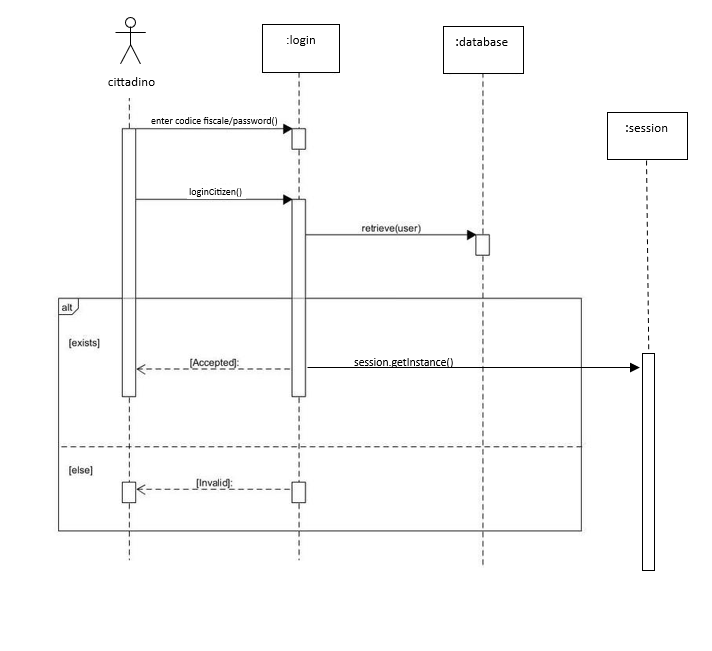 :login
:database
cittadino
:session
enter codice fiscale/password()
loginCitizen()
retrieve(user)
alt
[exists]
[Accepted]:
session.getInstance()
[else]
[Invalid]: